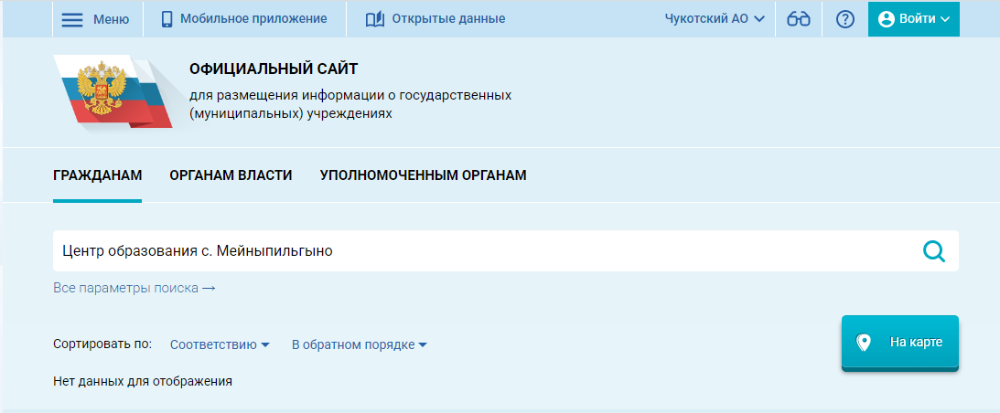 Меню
Мобильное приложение
Открытые данные
Чукотский АО
Войти
ОФИЦИАЛЬНЫЙ САЙТ
для размещения информации о государственных
(муниципальных) учреждениях
ГРАЖДАНАМ
ОРГАНАМ ВЛАСТИ
УПОЛНОМОЧЕННЫМ ОРГАНАМ
Центр образования с. Мейныпильгыно
Все параметры поиска →
Сортировать по: Соответствию В обратном порядке
На карте
Нет данных для отображения